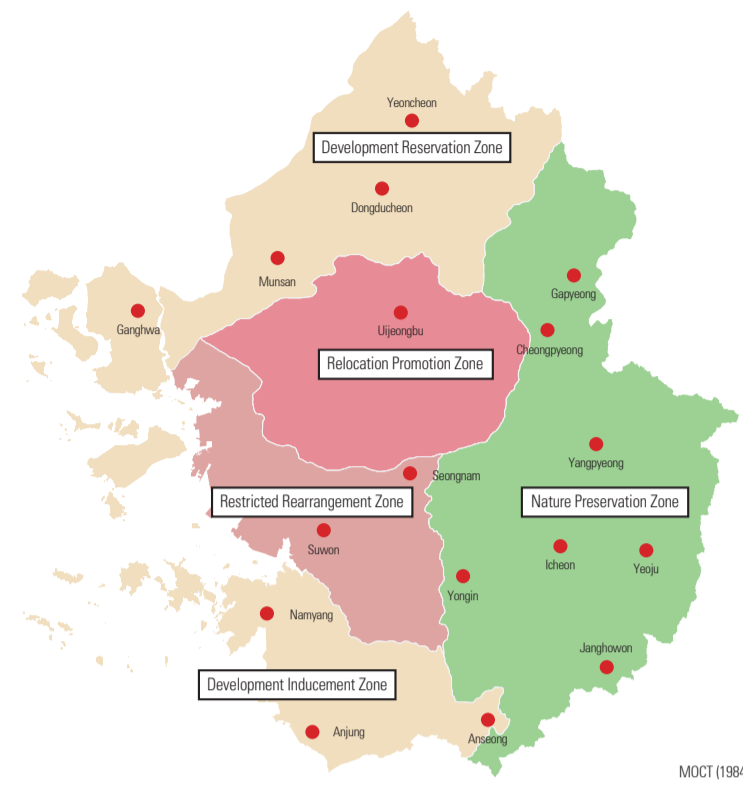 Yeoncheon
Development Reservation Zone
Dongducheon
Munsan
Gapyeong
Ganghwa
Uijeongbu
Cheongpyeong
Relocation Promotion Zone
Yangpyeong
Seongnam
Restricted Rearrangement Zone
Nature Preservation Zone
Suwon
Icheon
Yeoju
Yongin
Namyang
Janghowon
Development Inducement Zone
Anjung
Anseong
MOCT (1984